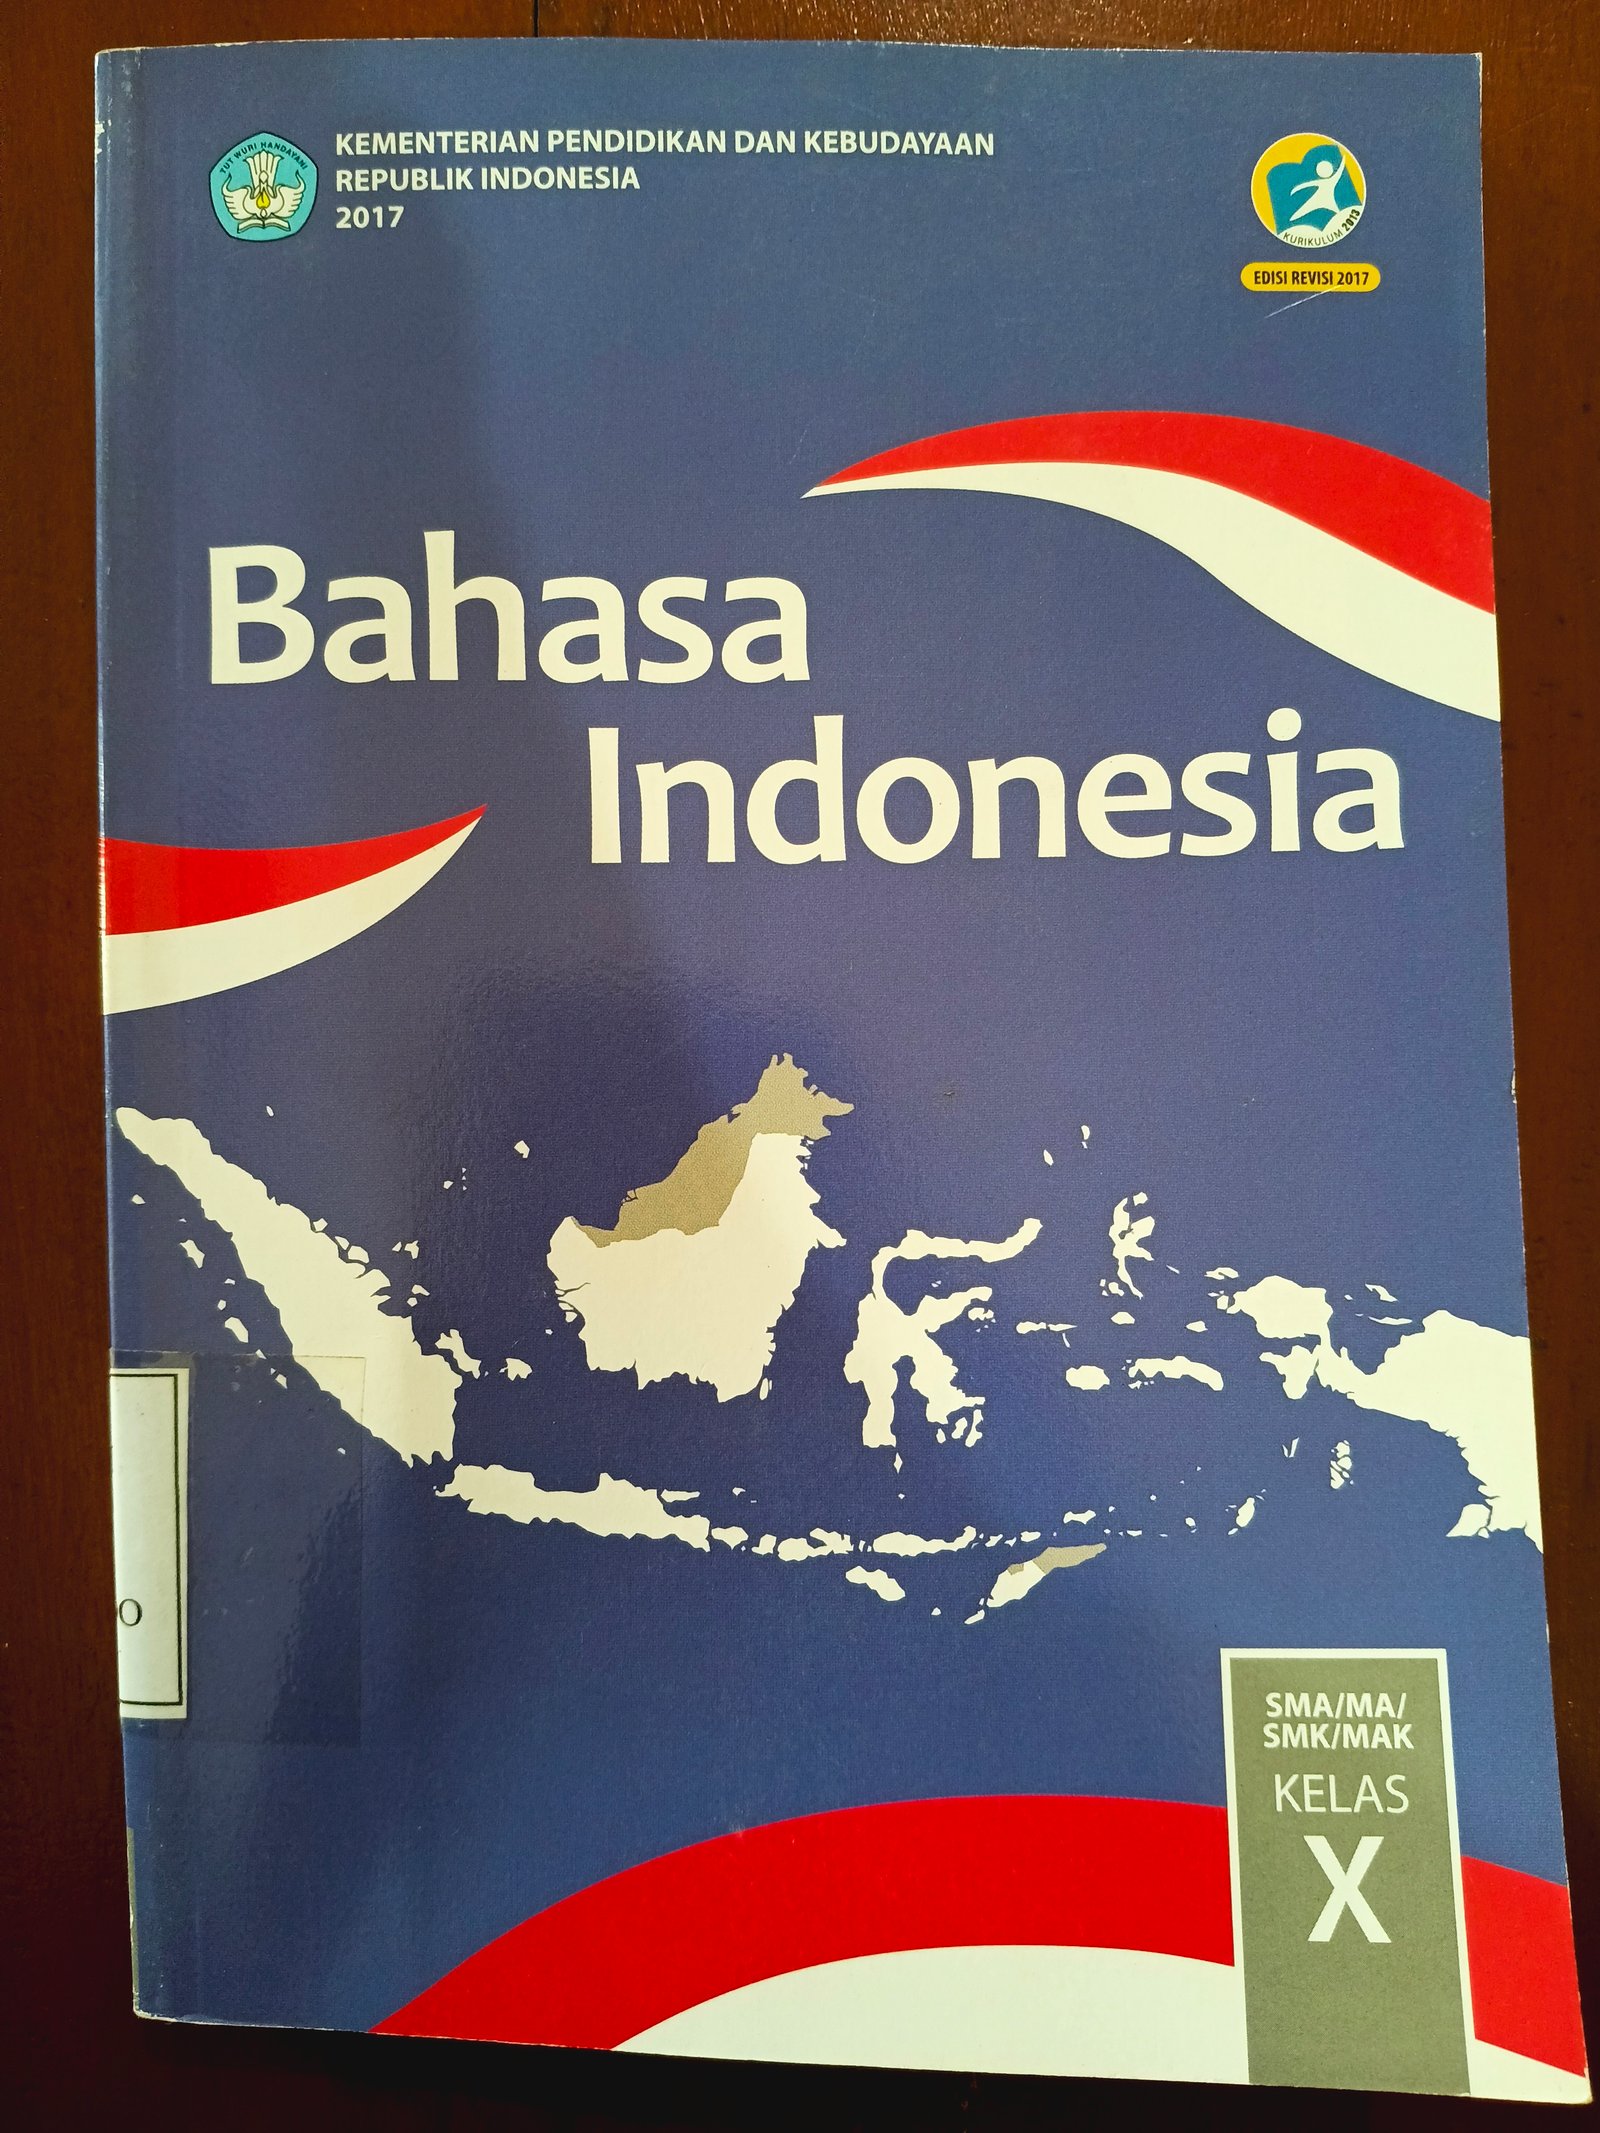 KEMENTERIAN PENDIDIKAN DAN KEBUDAYAAN
REPUBLIK INDONESIA
2017
TUT WURI HANDAYANI
KURIKULUM 2013
EDISI REVISI 2017
Bahasa
Indonesia
O
SMA/MA/
SMK/MAK
KELAS
X